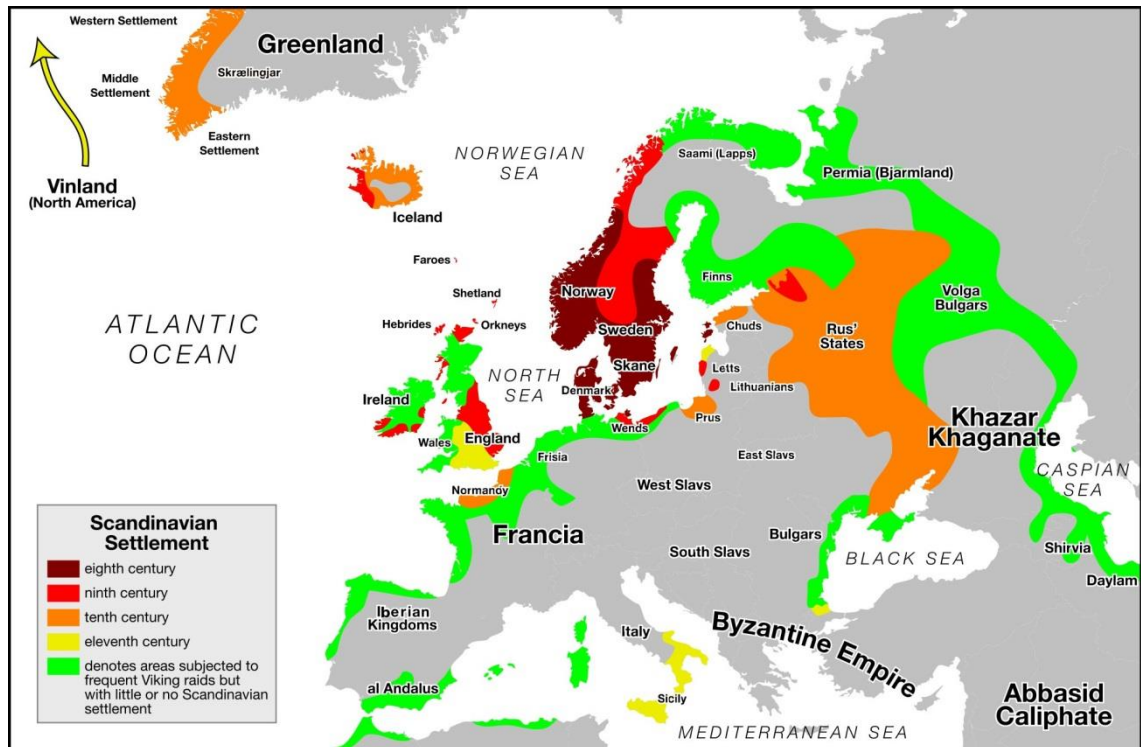 Western Settlement
Greenland
Skrælingjar
Middle
Settlement
Eastern
Settlement
Vinland
(North America)
NORWEGIAN
SEA
Iceland
Faroes
Shetland
Hebrides
Orkneys
ATLANTIC
OCEAN
NORTH
SEA
Ireland
Wales
England
Saami (Lapps)
Permia (Bjarmland)
Finns
Norway
Sweden
Skane
Denmark
Chuds
Letts
Lithuanians
Prus
Wends
Frisia
Rus'
States
Volga
Bulgars
Khazar
Khaganate
CASPIAN
SEA
East Slavs
West Slavs
Normandy
Francia
South Slavs
Bulgars
BLACK SEA
Shirvia
Daylam
Iberian
Kingdoms
al Andalus
Italy
Sicily
Byzantine Empire
Abbasid
Caliphate
MEDITERRANEAN SEA
Scandinavian
Settlement
eighth century
ninth century
tenth century
eleventh century
denotes areas subjected to
frequent Viking raids but
with little or no Scandinavian
settlement